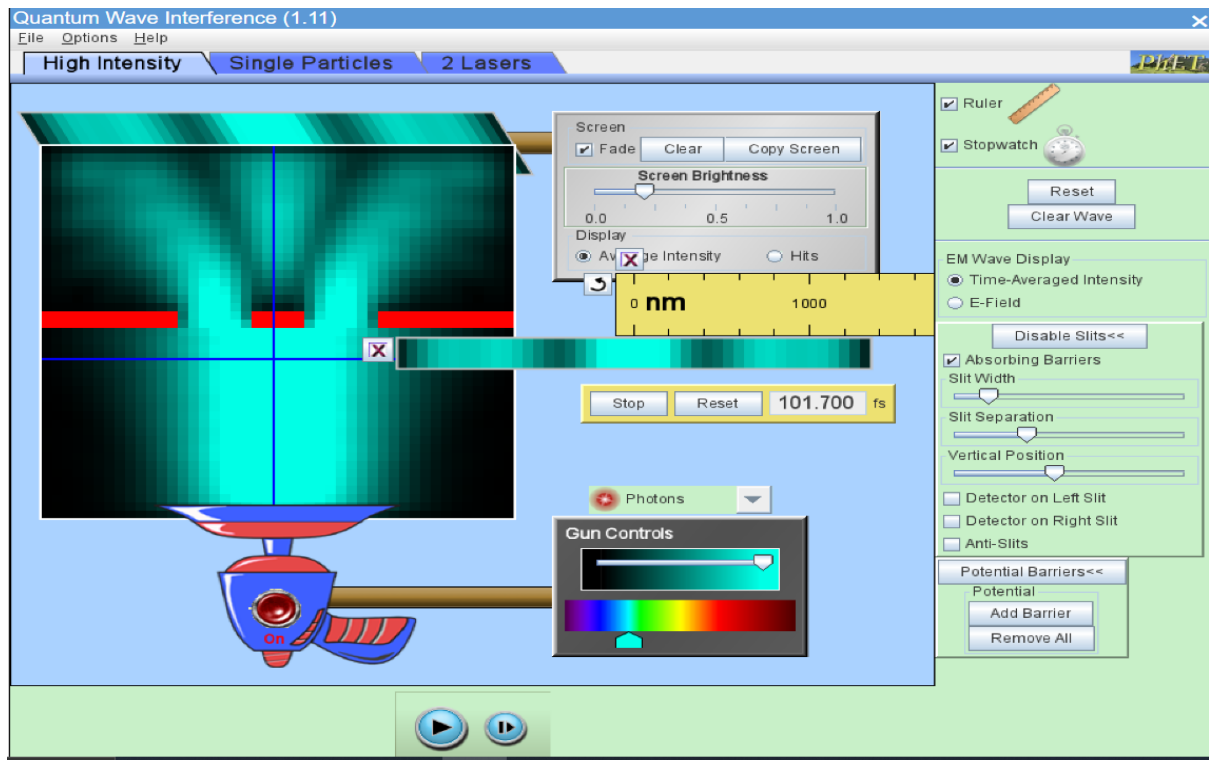 Quantum Wave Interference (1.11)
File Options Help
High Intensity Single Particles 2 Lasers
PhET
Screen
Fade Clear Copy Screen
Screen Brightness
0.0 0.5 1.0
Display
Average Intensity Hits
0 nm 1000
Stop Reset 101.700 fs
Photons
Gun Controls
On
Ruler
Stopwatch
Reset
Clear Wave
EM Wave Display
Time-Averaged Intensity
E-Field
Disable Slits<<
Absorbing Barriers
Slit Width
Slit Separation
Vertical Position
Detector on Left Slit
Detector on Right Slit
Anti-Slits
Potential Barriers<<
Potential
Add Barrier
Remove All